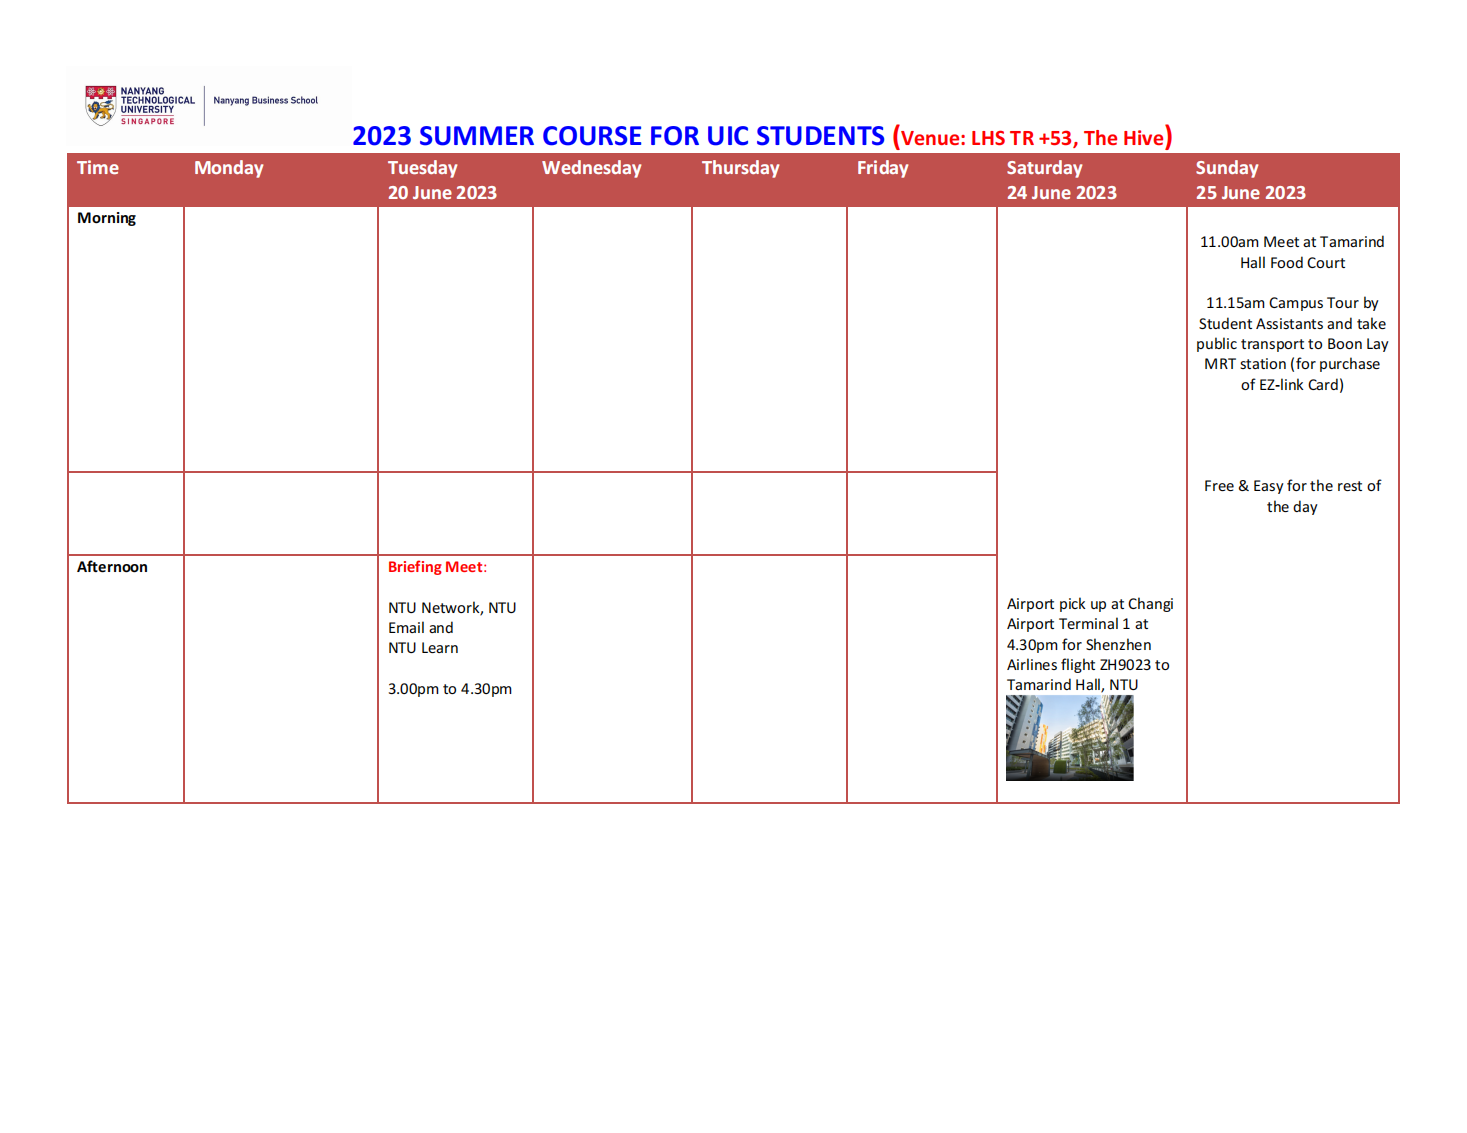 NANYANG
TECHNOLOGICAL
UNIVERSITY
SINGAPORE
Nanyang Business School
2023 SUMMER COURSE FOR UIC STUDENTS (Venue: LHS TR +53, The Hive)
Time Monday Tuesday Wednesday Thursday Friday Saturday Sunday
20 June 2023 24 June 2023 25 June 2023
Morning
11.00am Meet at Tamarind
Hall Food Court
11.15am Campus Tour by
Student Assistants and take
public transport to Boon Lay
MRT station (for purchase
of EZ-link Card)
Free & Easy for the rest of
the day
Afternoon
Briefing Meet:
NTU Network, NTU
Email and
NTU Learn
3.00pm to 4.30pm
Airport pick up at Changi
Airport Terminal 1 at
4.30pm for Shenzhen
Airlines flight ZH9023 to
Tamarind Hall, NTU